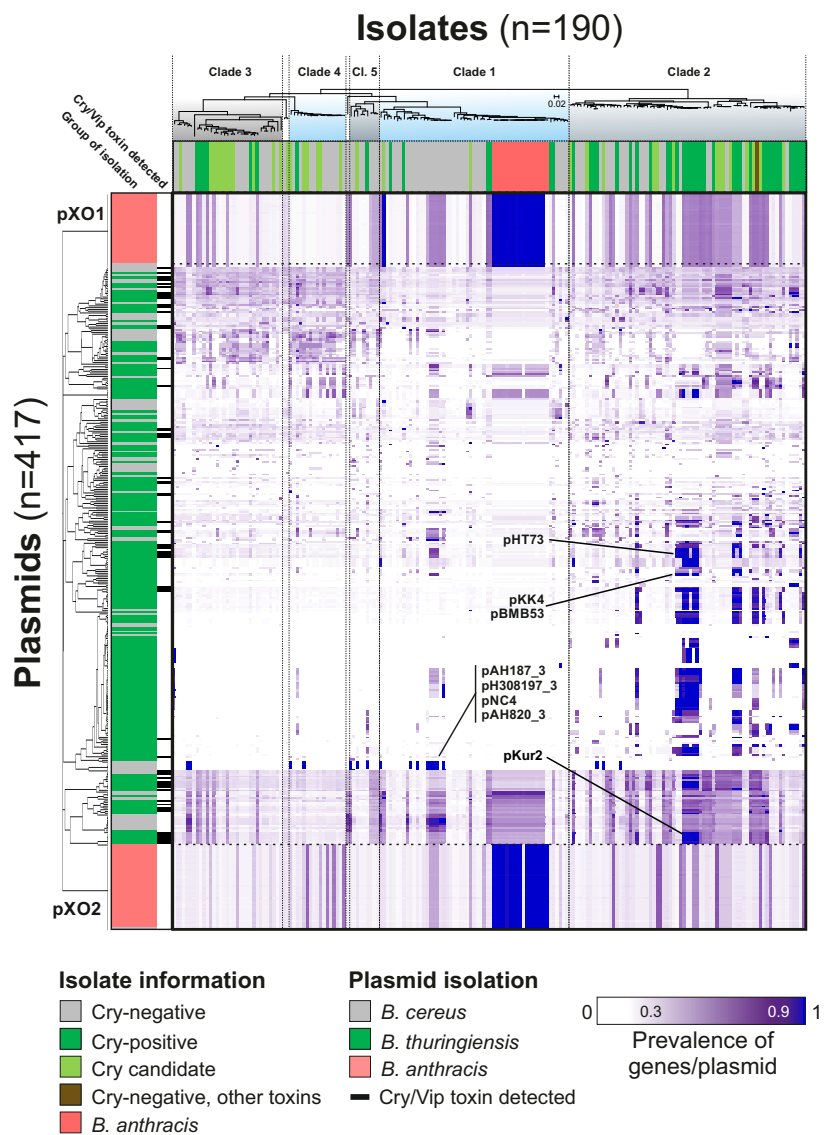 Isolates (n=190)
Clade 3
Clade 4
Cl. 5
Clade 1
Clade 2
0.02
Cry/Vip toxin detected
Group of isolation
pXO1
Plasmids (n=417)
pHT73
pKK4
pBMB53
pAH187_3
pH308197_3
pNC4
pAH820_3
pKur2
pXO2
Isolate information
Cry-negative
Cry-positive
Cry candidate
Cry-negative, other toxins
B. anthracis
Plasmid isolation
B. cereus
B. thuringiensis
B. anthracis
Cry/Vip toxin detected
0 0.3 0.9 1
Prevalence of
genes/plasmid